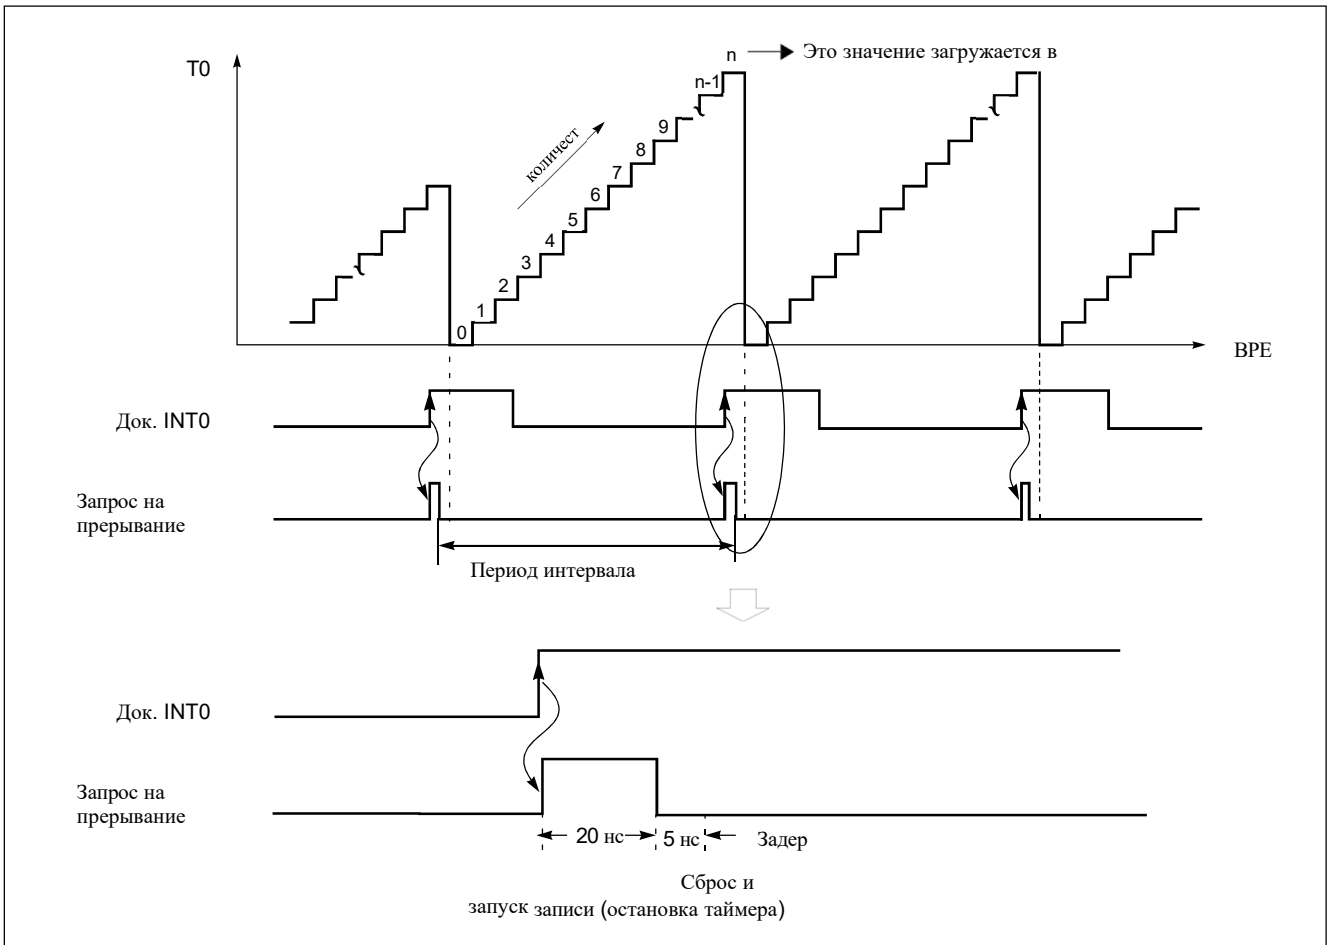 n
Это значение загружается в
T0
n-1
количест
9
8
7
6
5
4
3
2
1
0
ВРЕ
Док. INT0
Запрос на
прерывание
Период интервала
Док. INT0
Запрос на
прерывание
20 нс
5 нс
Задер
Сброс и
запуск записи (остановка таймера)